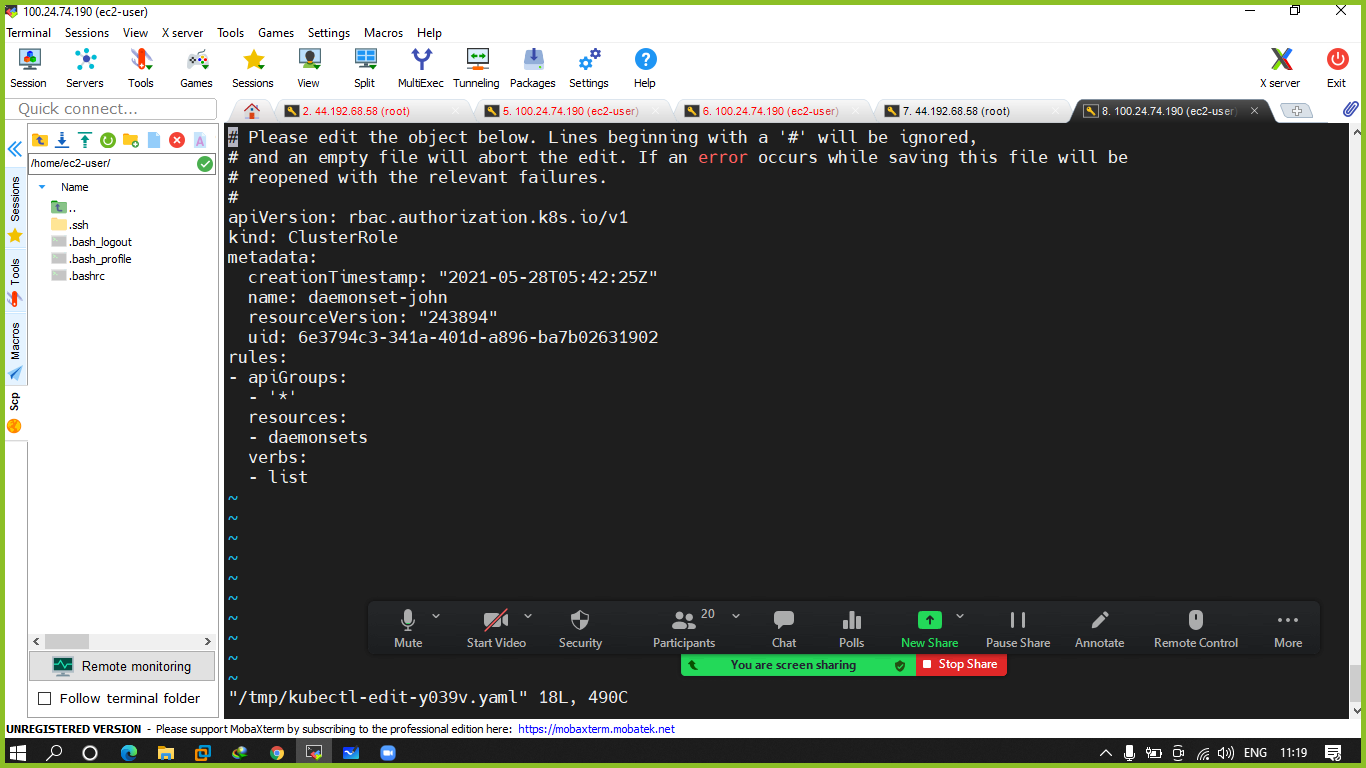 100.24.74.190 (ec2-user)
Terminal Sessions View X server Tools Games Settings Macros Help
Session Servers Tools Games Sessions View Split MultiExec Tunneling Packages Settings Help X server Exit
Quick connect...
2. 44.192.68.58 (root) 5. 100.24.74.190 (ec2-user) 6. 100.24.74.190 (ec2-user) 7. 44.192.68.58 (root) 8. 100.24.74.190 (ec2-user)
/home/ec2-user/
Name
..
.ssh
.bash_logout
.bash_profile
.bashrc
Sessions
Tools
Macros
Scp
# Please edit the object below. Lines beginning with a '#' will be ignored,
# and an empty file will abort the edit. If an error occurs while saving this file will be
# reopened with the relevant failures.
#
apiVersion: rbac.authorization.k8s.io/v1
kind: ClusterRole
metadata:
  creationTimestamp: "2021-05-28T05:42:25Z"
  name: daemonset-john
  resourceVersion: "243894"
  uid: 6e3794c3-341a-401d-a896-ba7b02631902
rules:
- apiGroups:
  - '*'
  resources:
  - daemonsets
  verbs:
  - list
~
~
~
~
~
~
~
~
~
~
"/tmp/kubectl-edit-y039v.yaml" 18L, 490C
20
Mute Start Video Security Participants Chat Polls New Share Pause Share Annotate Remote Control More
You are screen sharing Stop Share
Remote monitoring
Follow terminal folder
UNREGISTERED VERSION - Please support MobaXterm by subscribing to the professional edition here: https://mobaxterm.mobatek.net
ENG 11:19